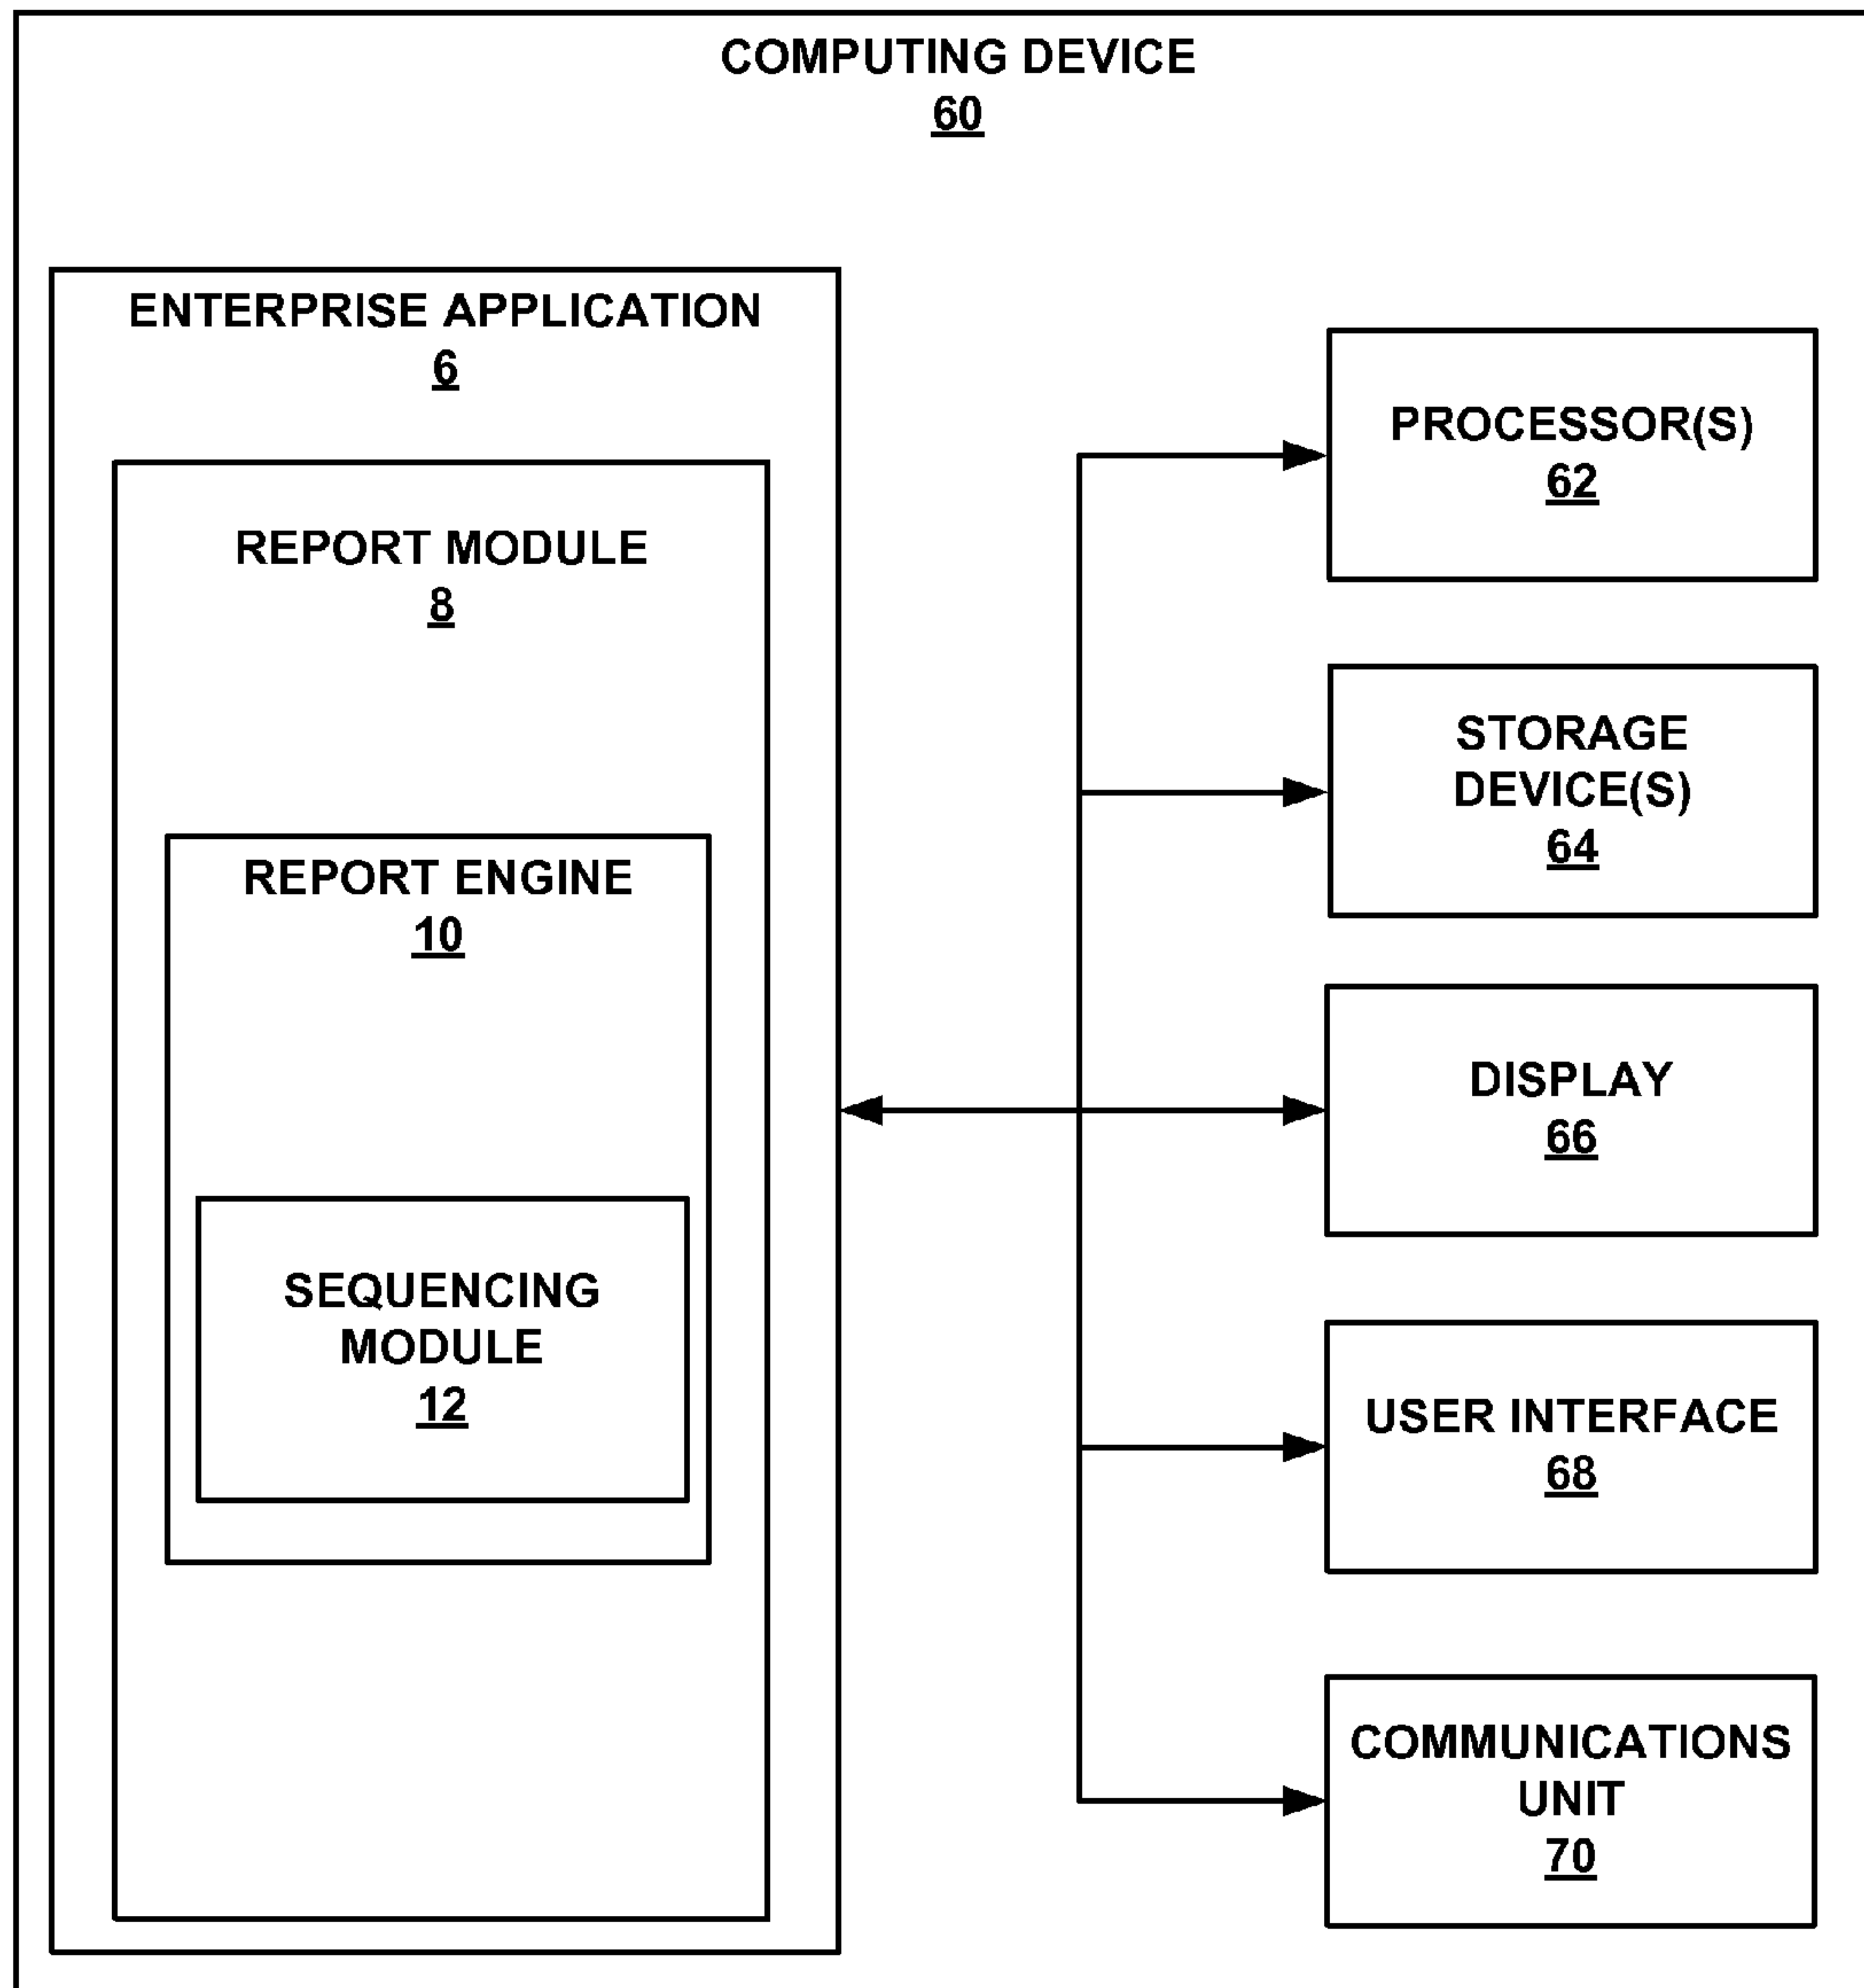 COMPUTING DEVICE
60
ENTERPRISE APPLICATION
6
REPORT MODULE
8
REPORT ENGINE
10
SEQUENCING
MODULE
12
PROCESSOR(S)
62
STORAGE
DEVICE(S)
64
DISPLAY
66
USER INTERFACE
68
COMMUNICATIONS
UNIT
70